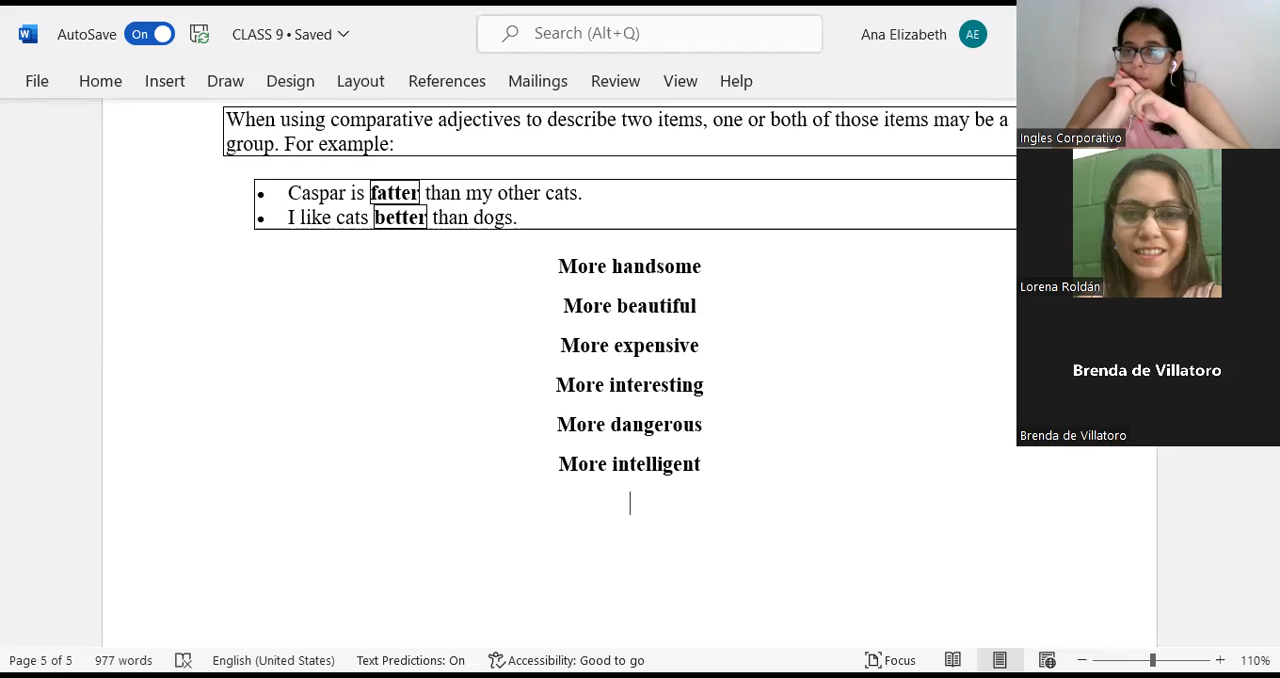 AutoSave On CLASS 9 • Saved Search (Alt+Q) Ana Elizabeth AE
File Home Insert Draw Design Layout References Mailings Review View Help
When using comparative adjectives to describe two items, one or both of those items may be a
group. For example:
• Caspar is fatter than my other cats.
• I like cats better than dogs.
More handsome
More beautiful
More expensive
More interesting
More dangerous
More intelligent
Ingles Corporativo
Lorena Roldán
Brenda de Villatoro
Brenda de Villatoro
Page 5 of 5 977 words English (United States) Text Predictions: On Accessibility: Good to go Focus 110%